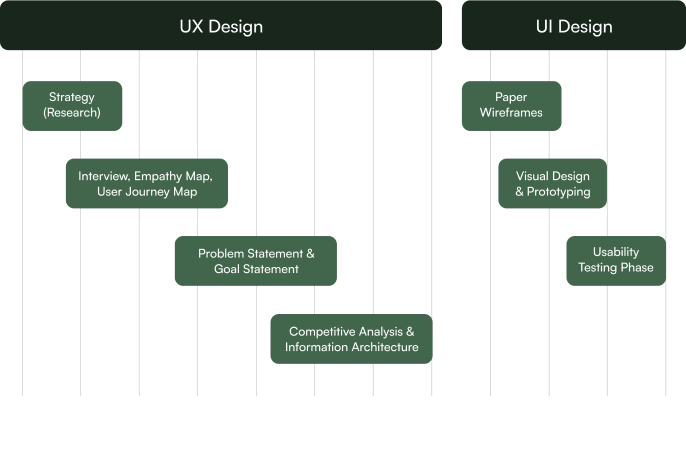 UX Design
UI Design
Strategy
(Research)
Paper
Wireframes
Interview, Empathy Map,
User Journey Map
Visual Design
& Prototyping
Problem Statement &
Goal Statement
Usability
Testing Phase
Competitive Analysis &
Information Architecture